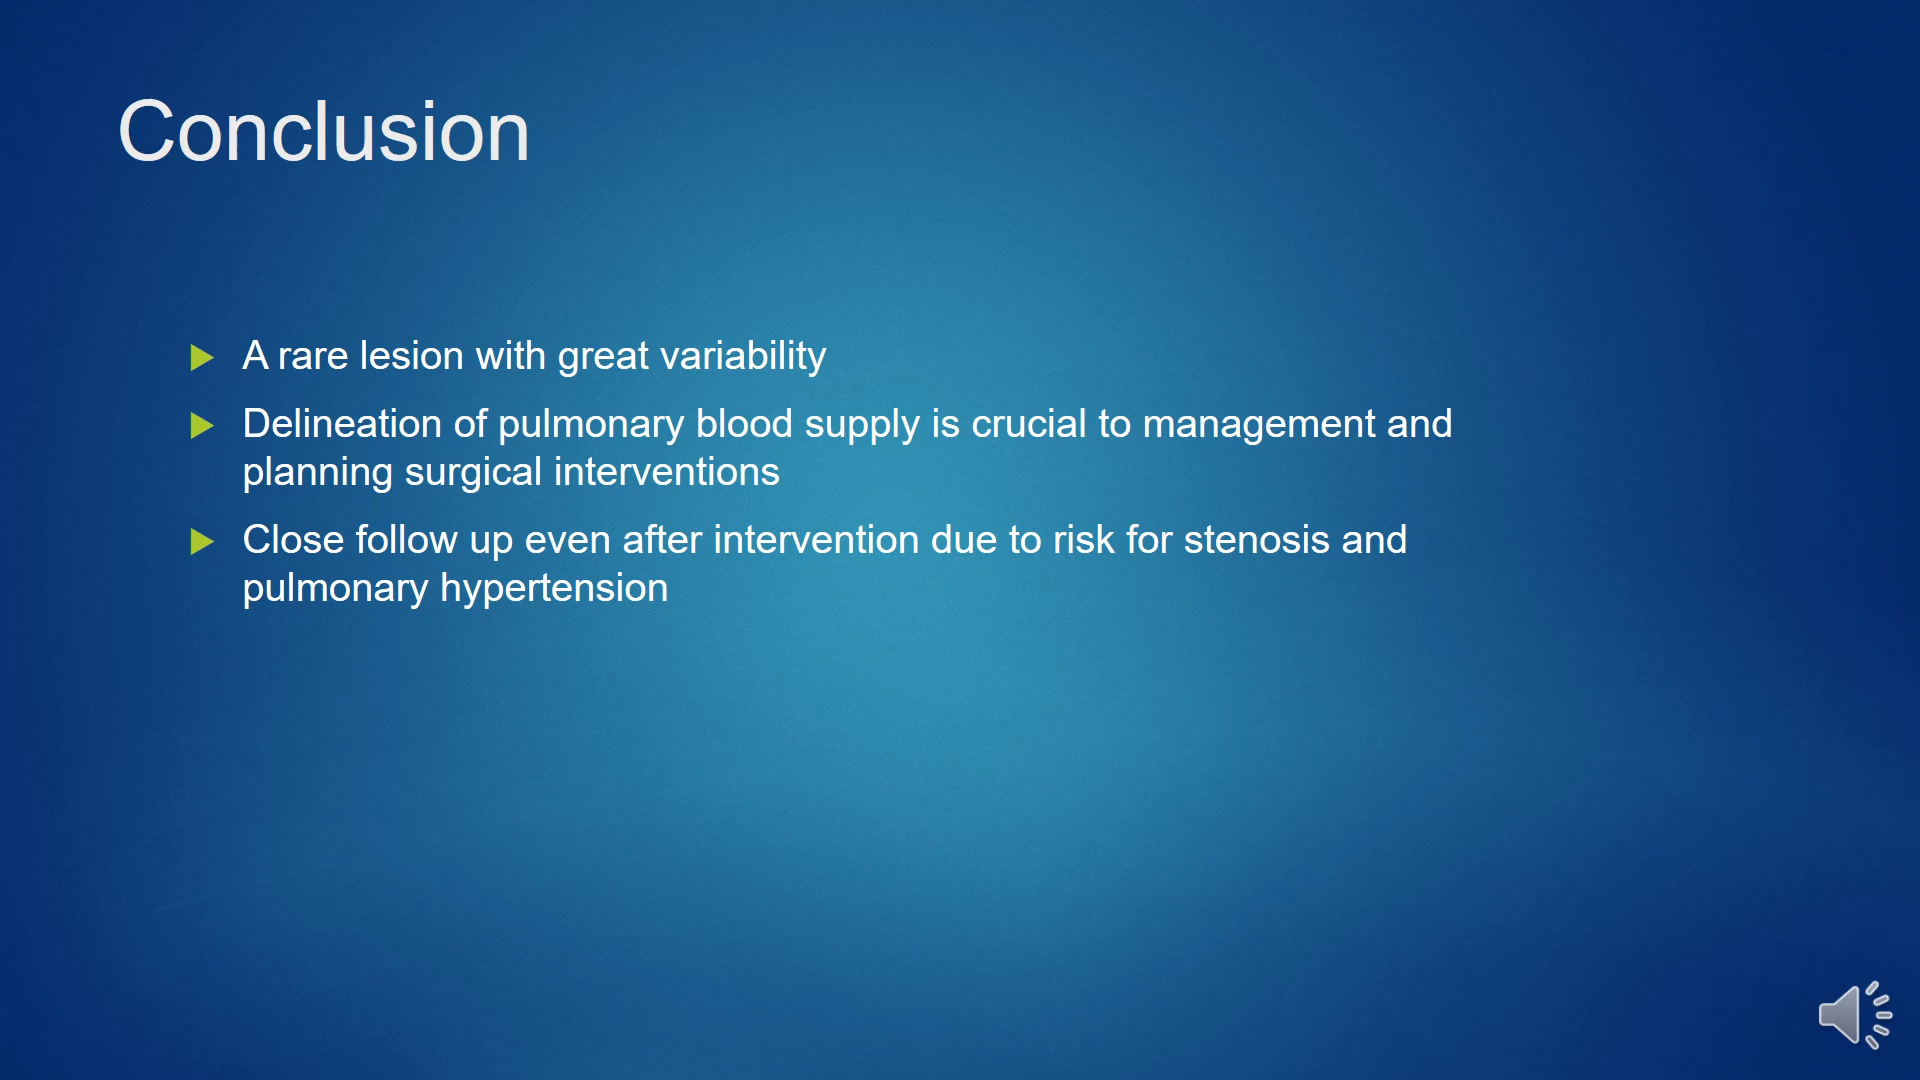 Conclusion
A rare lesion with great variability
Delineation of pulmonary blood supply is crucial to management and
planning surgical interventions
Close follow up even after intervention due to risk for stenosis and
pulmonary hypertension